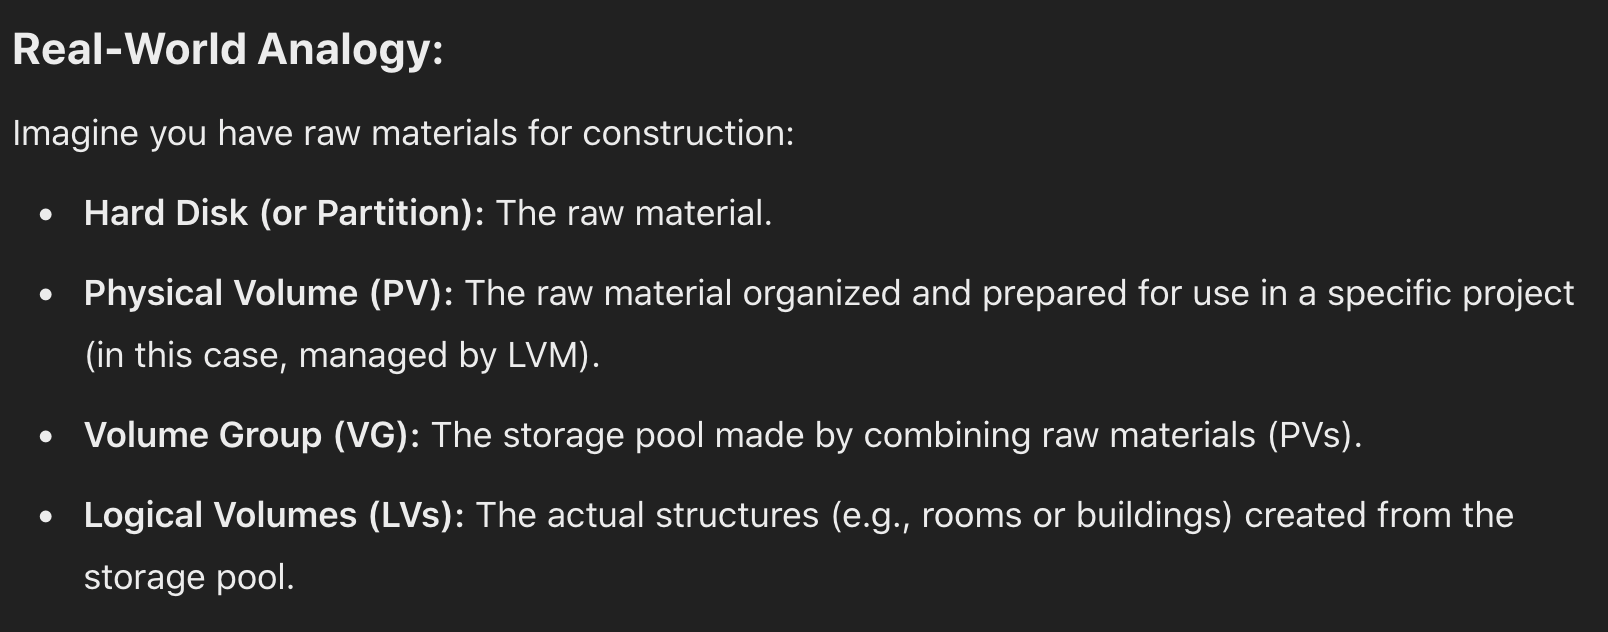 Real-World Analogy:
Imagine you have raw materials for construction:
• Hard Disk (or Partition): The raw material.
• Physical Volume (PV): The raw material organized and prepared for use in a specific project
(in this case, managed by LVM).
• Volume Group (VG): The storage pool made by combining raw materials (PVs).
• Logical Volumes (LVs): The actual structures (e.g., rooms or buildings) created from the
storage pool.